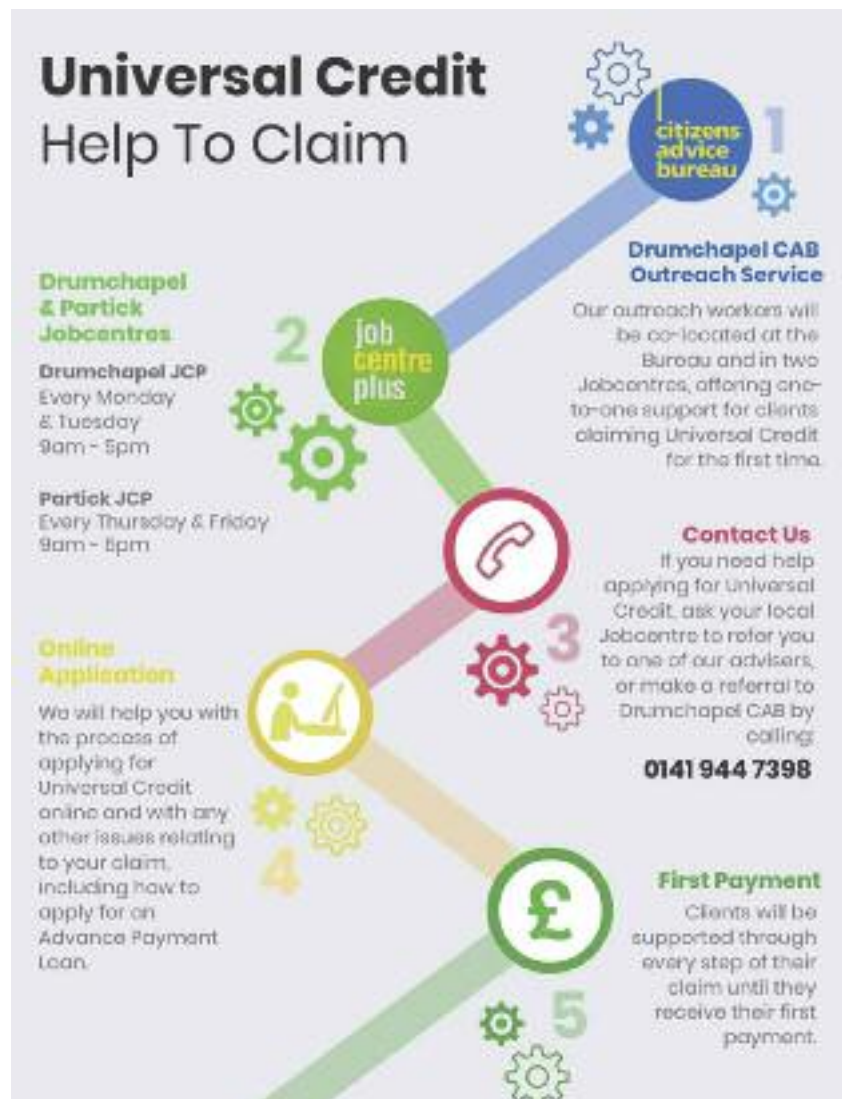 Universal Credit
Help To Claim
citizens
advice
bureau
1
Drumchapel CAB
Outreach Service
Our outreach workers will
be co-located at the
Bureau and in two
Jobcentres, offering one-
to-one support for clients
claiming Universal Credit
for the first time.
Drumchapel
& Partick
Jobcentres
Drumchapel JCP
Every Monday
& Tuesday
9am - 5pm
Partick JCP
Every Thursday & Friday
9am - 5pm
2
job
centre
plus
Contact Us
If you need help
applying for Universal
Credit, ask your local
Jobcentre to refer you
to one of our advisers,
or make a referral to
Drumchapel CAB by
calling:
0141 944 7398
3
Online
Application
We will help you with
the process of
applying for
Universal Credit
online and with any
other issues relating
to your claim,
including how to
apply for an
Advance Payment
Loan.
4
£
First Payment
Clients will be
supported through
every step of their
claim until they
receive their first
payment.
5